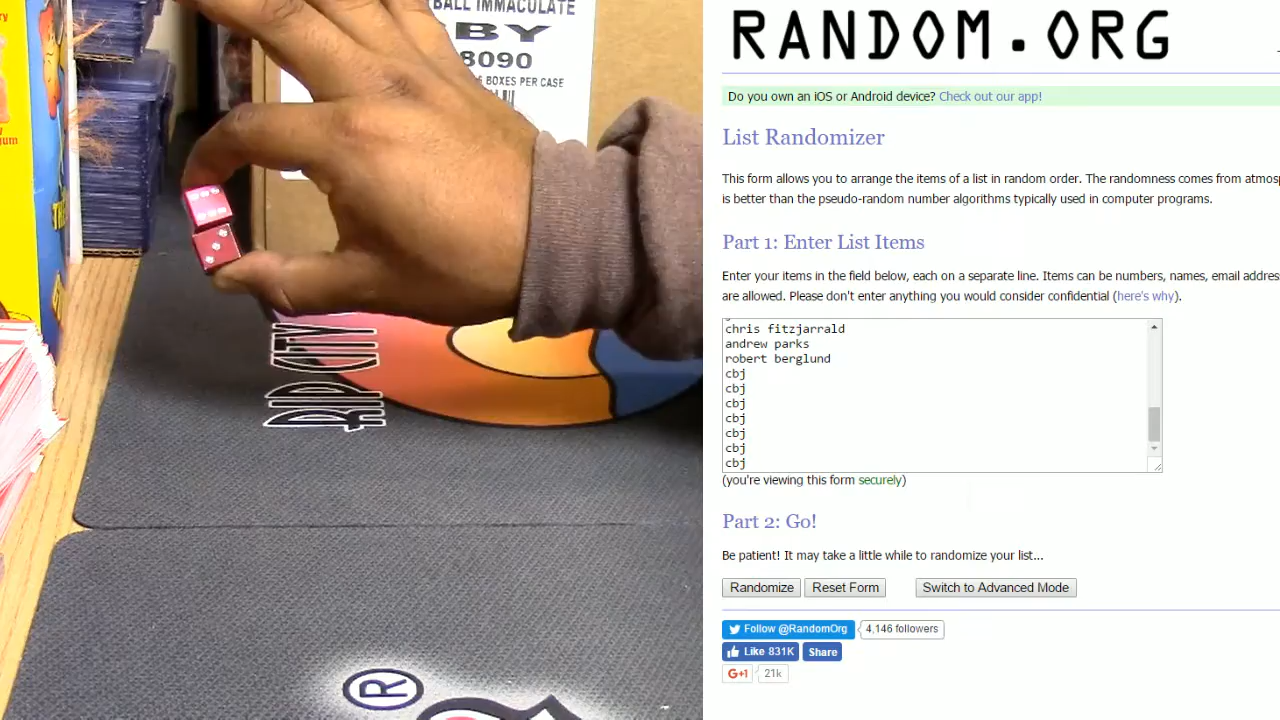 BALL IMMACULATE
BY
8090
6 BOXES PER CASE
RIP CITY
®
RANDOM.ORG
Do you own an iOS or Android device? Check out our app!
List Randomizer
This form allows you to arrange the items of a list in random order. The randomness comes from atmosp
is better than the pseudo-random number algorithms typically used in computer programs.
Part 1: Enter List Items
Enter your items in the field below, each on a separate line. Items can be numbers, names, email addresse
are allowed. Please don't enter anything you would consider confidential (here's why).
chris fitzjarrald
andrew parks
robert berglund
cbj
cbj
cbj
cbj
cbj
cbj
cbj
(you're viewing this form securely)
Part 2: Go!
Be patient! It may take a little while to randomize your list...
Randomize Reset Form Switch to Advanced Mode
Follow @RandomOrg 4,146 followers
Like 831K Share
G+1 21k